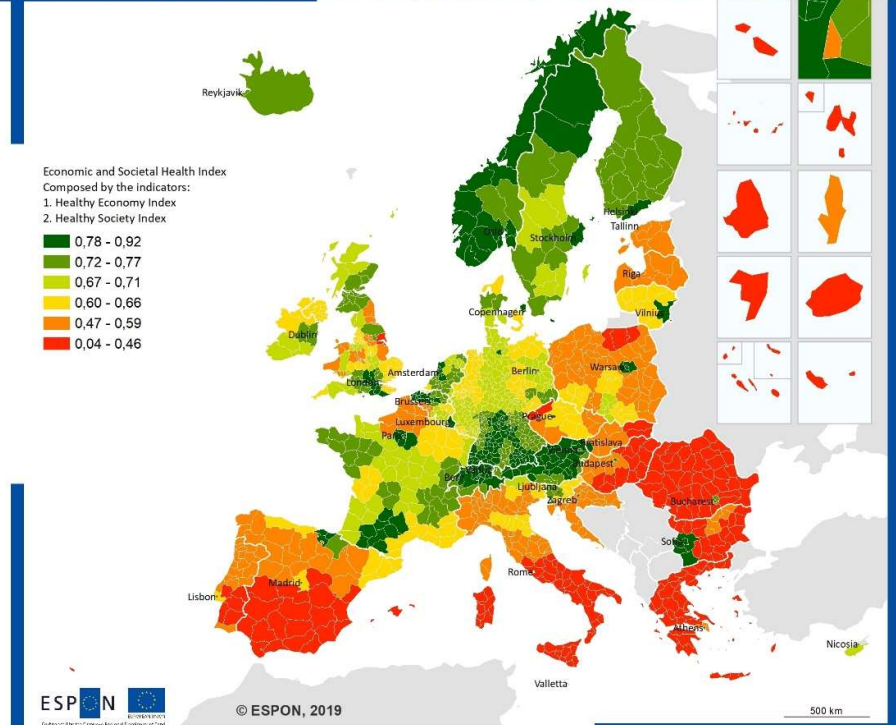 Reykjavik
Economic and Societal Health Index
Composed by the indicators:
1. Healthy Economy Index
2. Healthy Society Index
0,78 - 0,92
0,72 - 0,77
0,67 - 0,71
0,60 - 0,66
0,47 - 0,59
0,04 - 0,46
Oslo
Stockholm
Helsinki
Tallinn
Riga
Vilnius
Copenhagen
Dublin
London
Amsterdam
Berlin
Warsaw
Brussels
Luxembourg
Prague
Paris
Bratislava
Budapest
Bern
Ljubljana
Zagreb
Bucharest
Sofia
Rome
Madrid
Lisbon
Athens
Valletta
Nicosia
ESPON
© ESPON, 2019
500 km